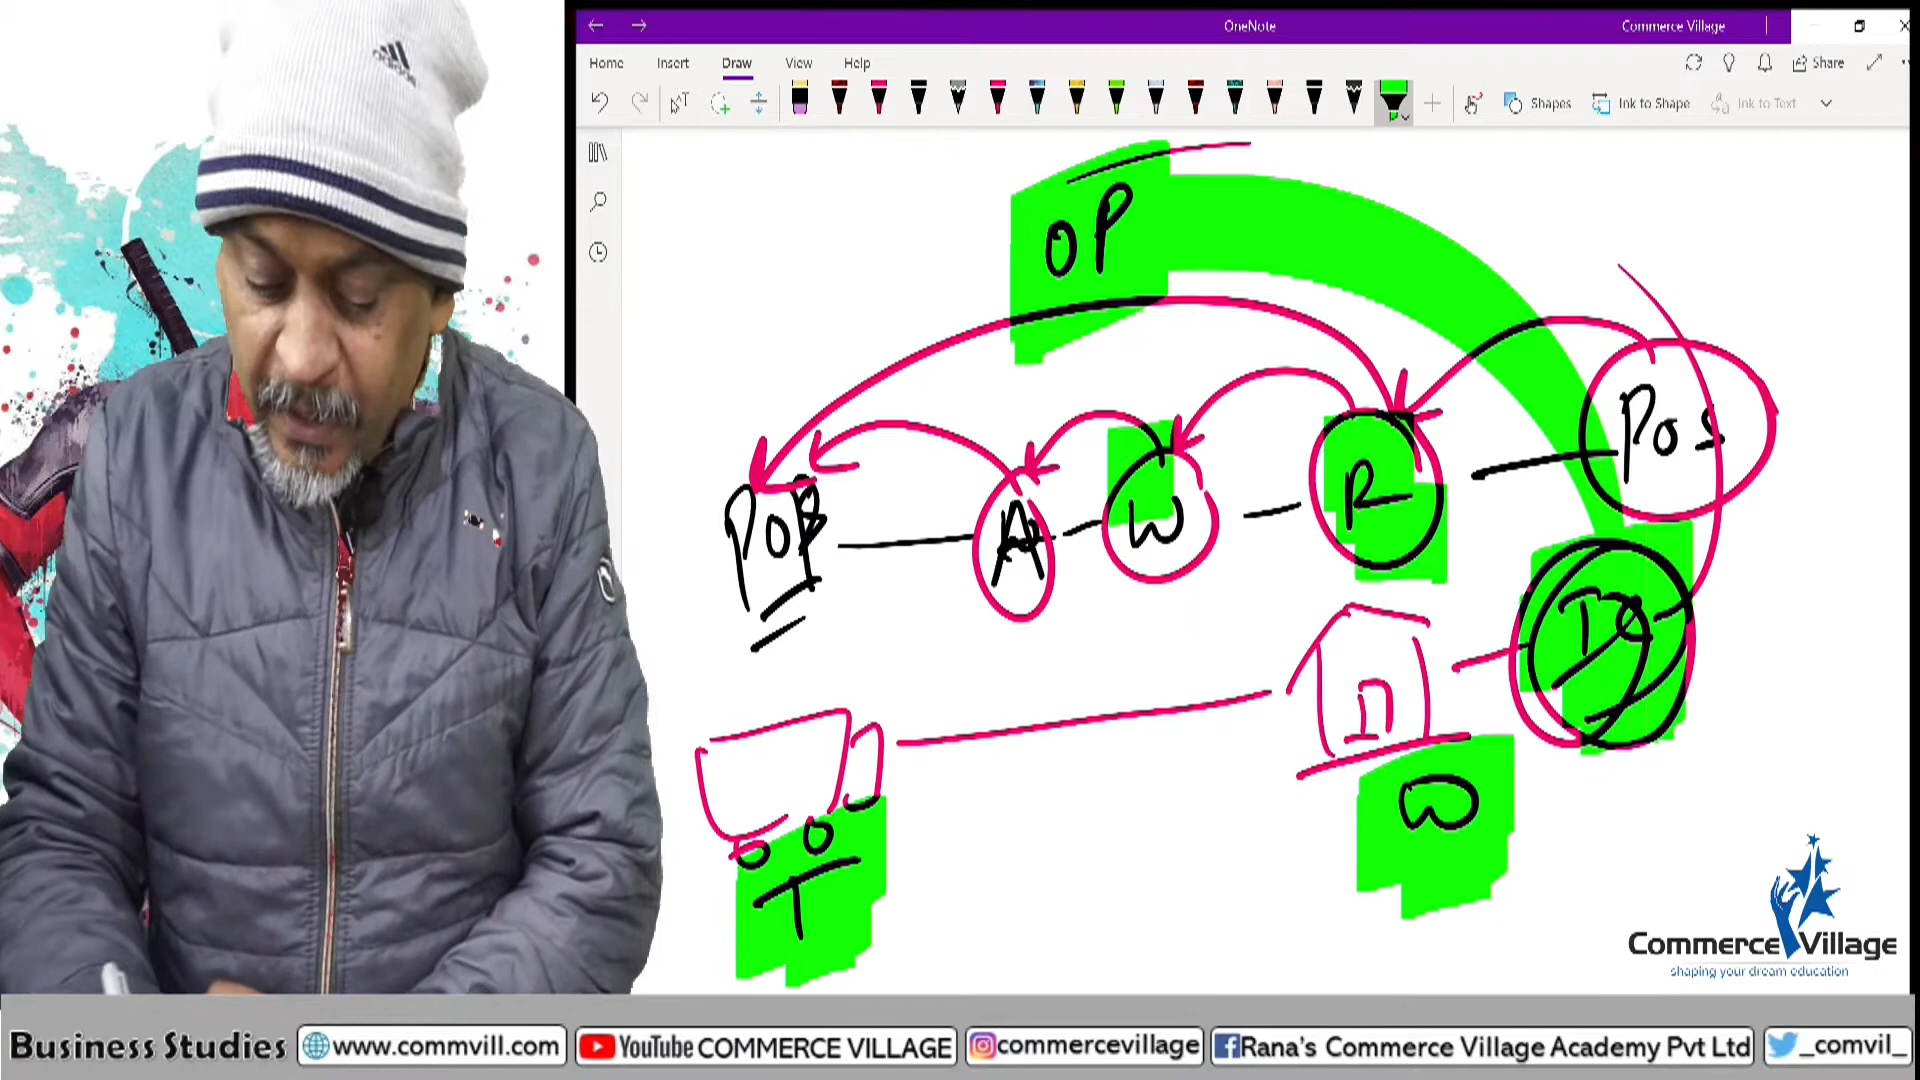 adidas
OneNote
Commerce Village
Home Insert Draw View Help
Share
Shapes Ink to Shape Ink to Text
OP
Pos
R
W
A
T
W
Commerce Village
shaping your dream education
Business Studies www.commvill.com YouTube COMMERCE VILLAGE commercevillage Rana's Commerce Village Academy Pvt Ltd _comvil_